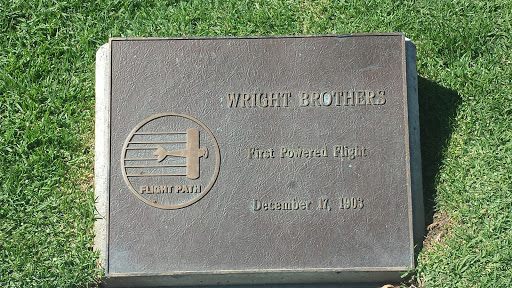 WRIGHT BROTHERS
First Powered Flight
December 17, 1903
FLIGHT PATH